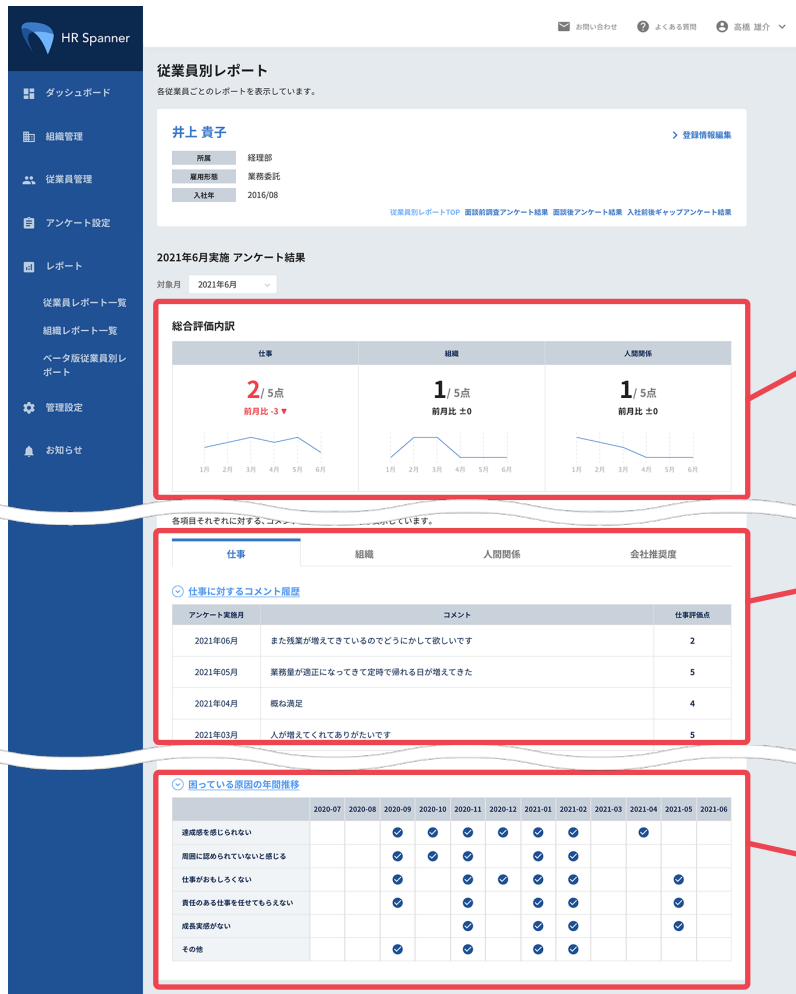 HR Spanner
お問い合わせ よくある質問 高橋 雄介
ダッシュボード
組織管理
従業員管理
アンケート設定
レポート
従業員レポート一覧
組織レポート一覧
ベータ版従業員別レ
ポート
管理設定
お知らせ
従業員別レポート
各従業員ごとのレポートを表示しています。
井上 貴子
登録情報編集
所属 経理部
雇用形態 業務委託
入社年 2016/08
従業員別レポートTOP 面談前調査アンケート結果 面談後アンケート結果 入社前後ギャップアンケート結果
2021年6月実施 アンケート結果
対象月 2021年6月
総合評価内訳
仕事 組織 人間関係
2/ 5点 1/ 5点 1/ 5点
前月比 -3 ▼ 前月比 ±0 前月比 ±0
1月 2月 3月 4月 5月 6月 1月 2月 3月 4月 5月 6月 1月 2月 3月 4月 5月 6月
各項目それぞれに対する、コメント 表示しています。
仕事 組織 人間関係 会社推奨度
仕事に対するコメント履歴
アンケート実施月 コメント 仕事評価点
2021年06月 また残業が増えてきているのでどうにかして欲しいです 2
2021年05月 業務量が適正になってきて定時で帰れる日が増えてきた 5
2021年04月 概ね満足 4
2021年03月 人が増えてくれてありがたいです 5
困っている原因の年間推移
2020-07 2020-08 2020-09 2020-10 2020-11 2020-12 2021-01 2021-02 2021-03 2021-04 2021-05 2021-06
達成感を感じられない
周囲に認められていないと感じる
仕事がおもしろくない
責任のある仕事を任せてもらえない
成長実感がない
その他